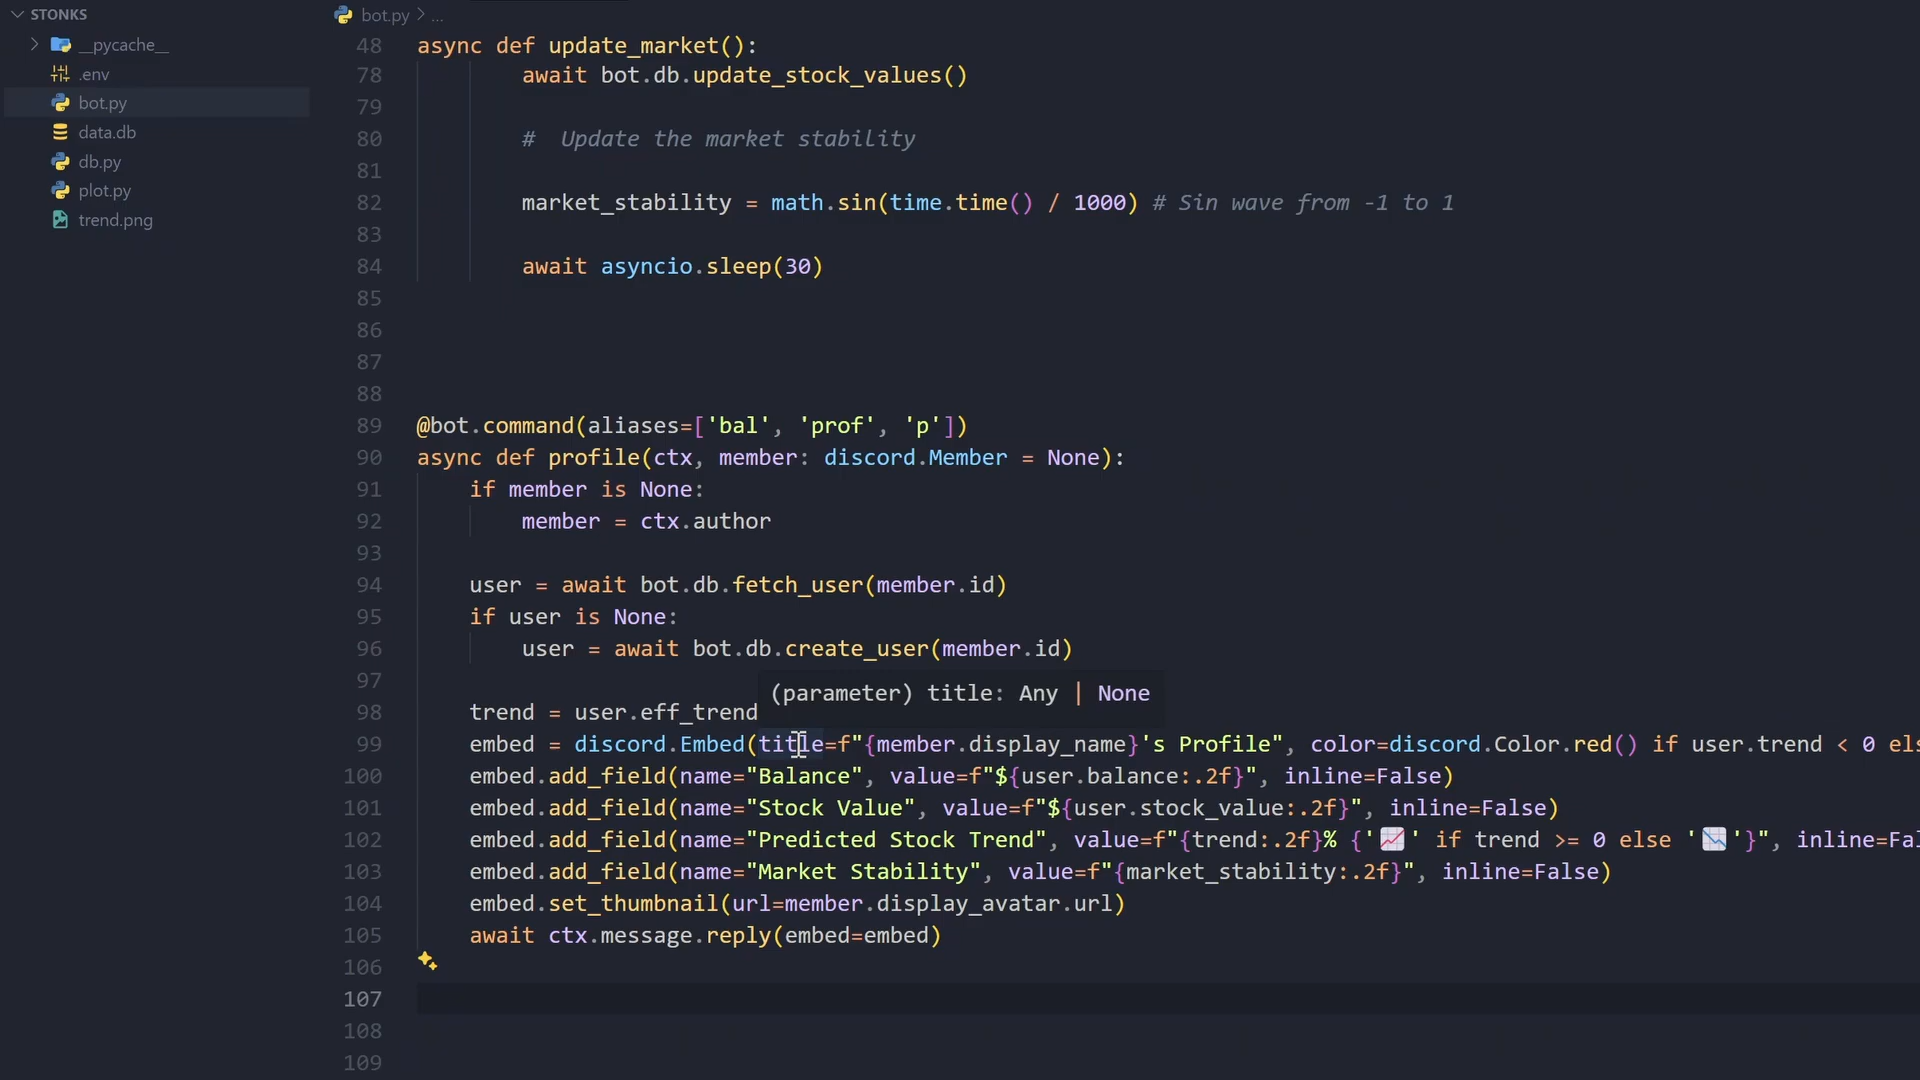 STONKS
__pycache__
.env
bot.py
data.db
db.py
plot.py
trend.png
bot.py > ...
48 async def update_market():
78 await bot.db.update_stock_values()
79
80 #  Update the market stability
81
82 market_stability = math.sin(time.time() / 1000) # Sin wave from -1 to 1
83
84 await asyncio.sleep(30)
85
86
87
88
89 @bot.command(aliases=['bal', 'prof', 'p'])
90 async def profile(ctx, member: discord.Member = None):
91 if member is None:
92 member = ctx.author
93
94 user = await bot.db.fetch_user(member.id)
95 if user is None:
96 user = await bot.db.create_user(member.id)
97
(parameter) title: Any | None
98 trend = user.eff_trend
99 embed = discord.Embed(title=f"{member.display_name}'s Profile", color=discord.Color.red() if user.trend < 0 els
100 embed.add_field(name="Balance", value=f"${user.balance:.2f}", inline=False)
101 embed.add_field(name="Stock Value", value=f"${user.stock_value:.2f}", inline=False)
102 embed.add_field(name="Predicted Stock Trend", value=f"{trend:.2f}% {'📈' if trend >= 0 else '📉'}", inline=Fal
103 embed.add_field(name="Market Stability", value=f"{market_stability:.2f}", inline=False)
104 embed.set_thumbnail(url=member.display_avatar.url)
105 await ctx.message.reply(embed=embed)
106
107
108
109